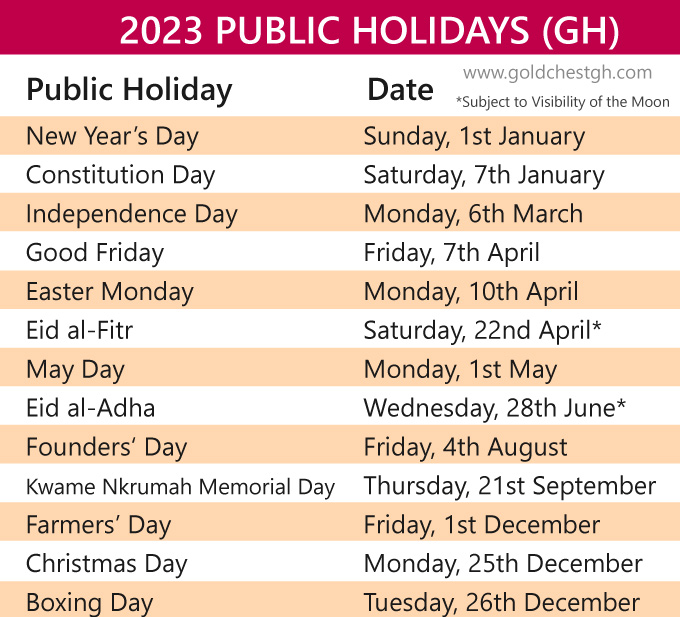 2023 PUBLIC HOLIDAYS (GH)
www.goldchestgh.com
Public Holiday Date *Subject to Visibility of the Moon
New Year’s Day Sunday, 1st January
Constitution Day Saturday, 7th January
Independence Day Monday, 6th March
Good Friday Friday, 7th April
Easter Monday Monday, 10th April
Eid al-Fitr Saturday, 22nd April*
May Day Monday, 1st May
Eid al-Adha Wednesday, 28th June*
Founders‘ Day Friday, 4th August
Kwame Nkrumah Memorial Day Thursday, 21st September
Farmers’ Day Friday, 1st December
Christmas Day Monday, 25th December
Boxing Day Tuesday, 26th December